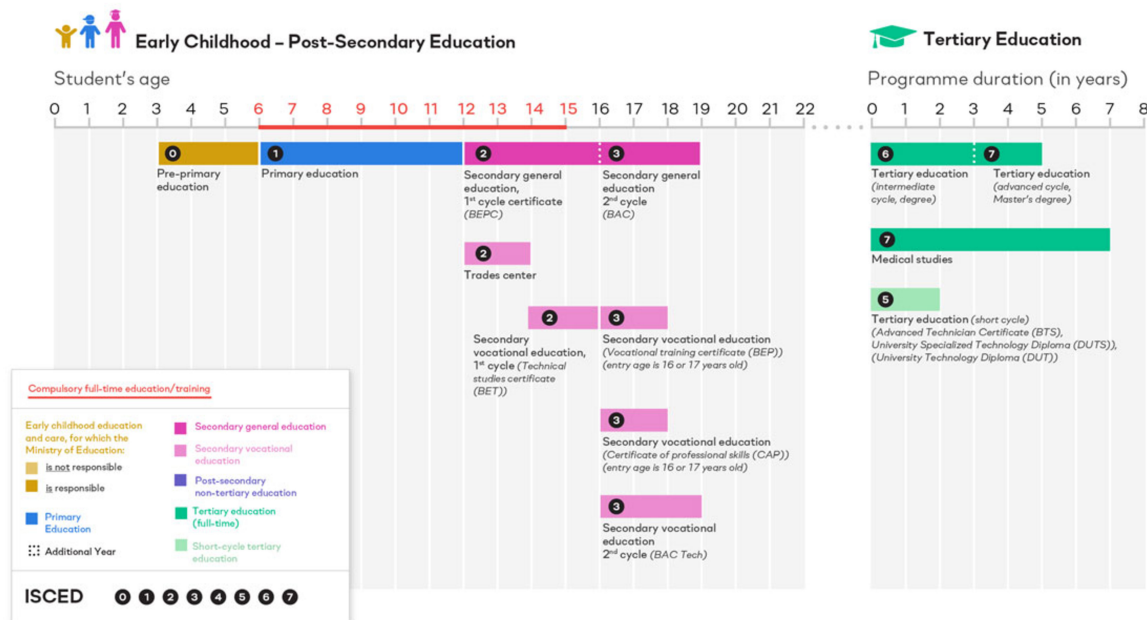 Early Childhood – Post-Secondary Education
Tertiary Education
Student's age
Programme duration (in years)
0 1 2 3 4 5 6 7 8 9 10 11 12 13 14 15 16 17 18 19 20 21 22
0 1 2 3 4 5 6 7 8
0
Pre-primary
education
1
Primary education
2
Secondary general
education,
1st cycle certificate
(BEPC)
3
Secondary general
education
2nd cycle
(BAC)
2
Trades center
2
Secondary
vocational education,
1st cycle (Technical
studies certificate
(BET))
3
Secondary vocational education
(Vocational training certificate (BEP))
(entry age is 16 or 17 years old)
3
Secondary vocational education
(Certificate of professional skills (CAP))
(entry age is 16 or 17 years old)
3
Secondary vocational
education
2nd cycle (BAC Tech)
6
Tertiary education
(intermediate
cycle, degree)
7
Tertiary education
(advanced cycle,
Master's degree)
7
Medical studies
5
Tertiary education (short cycle)
(Advanced Technician Certificate (BTS),
University Specialized Technology Diploma (DUTS)),
(University Technology Diploma (DUT))
Compulsory full-time education/training
Early childhood education
and care, for which the
Ministry of Education:
is not responsible
is responsible
Primary
Education
Additional Year
Secondary general education
Secondary vocational
education
Post-secondary
non-tertiary education
Tertiary education
(full-time)
Short-cycle tertiary
education
ISCED 0 1 2 3 4 5 6 7